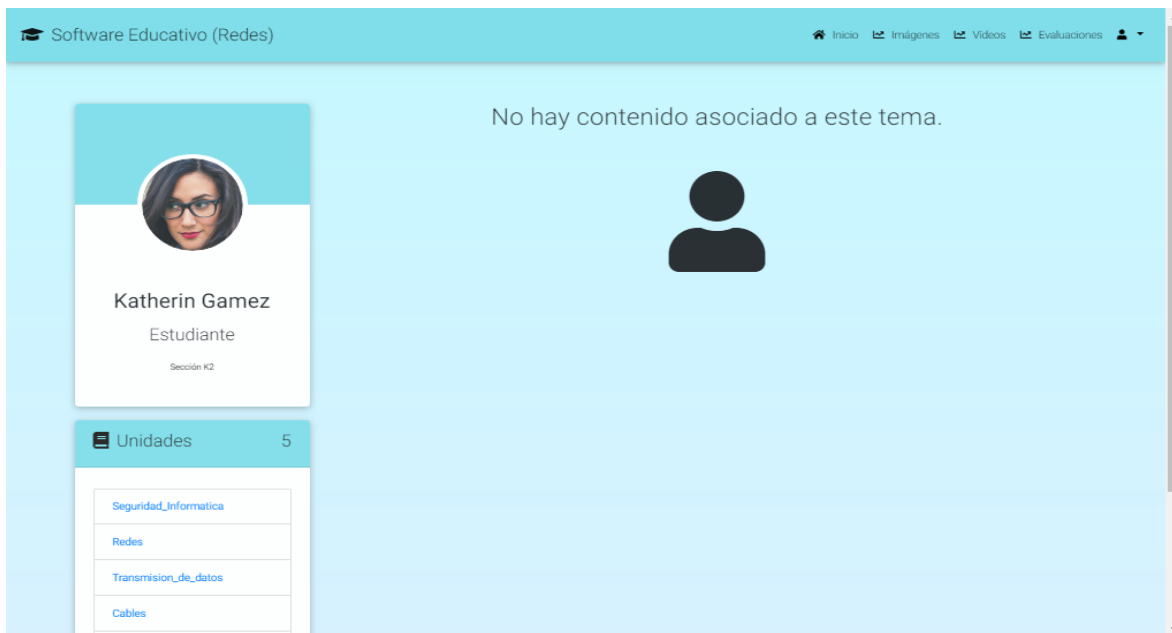 Software Educativo (Redes)
Inicio Imágenes Vídeos Evaluaciones
No hay contenido asociado a este tema.
Katherin Gamez
Estudiante
Sección K2
Unidades 5
Seguridad_Informatica
Redes
Transmision_de_datos
Cables